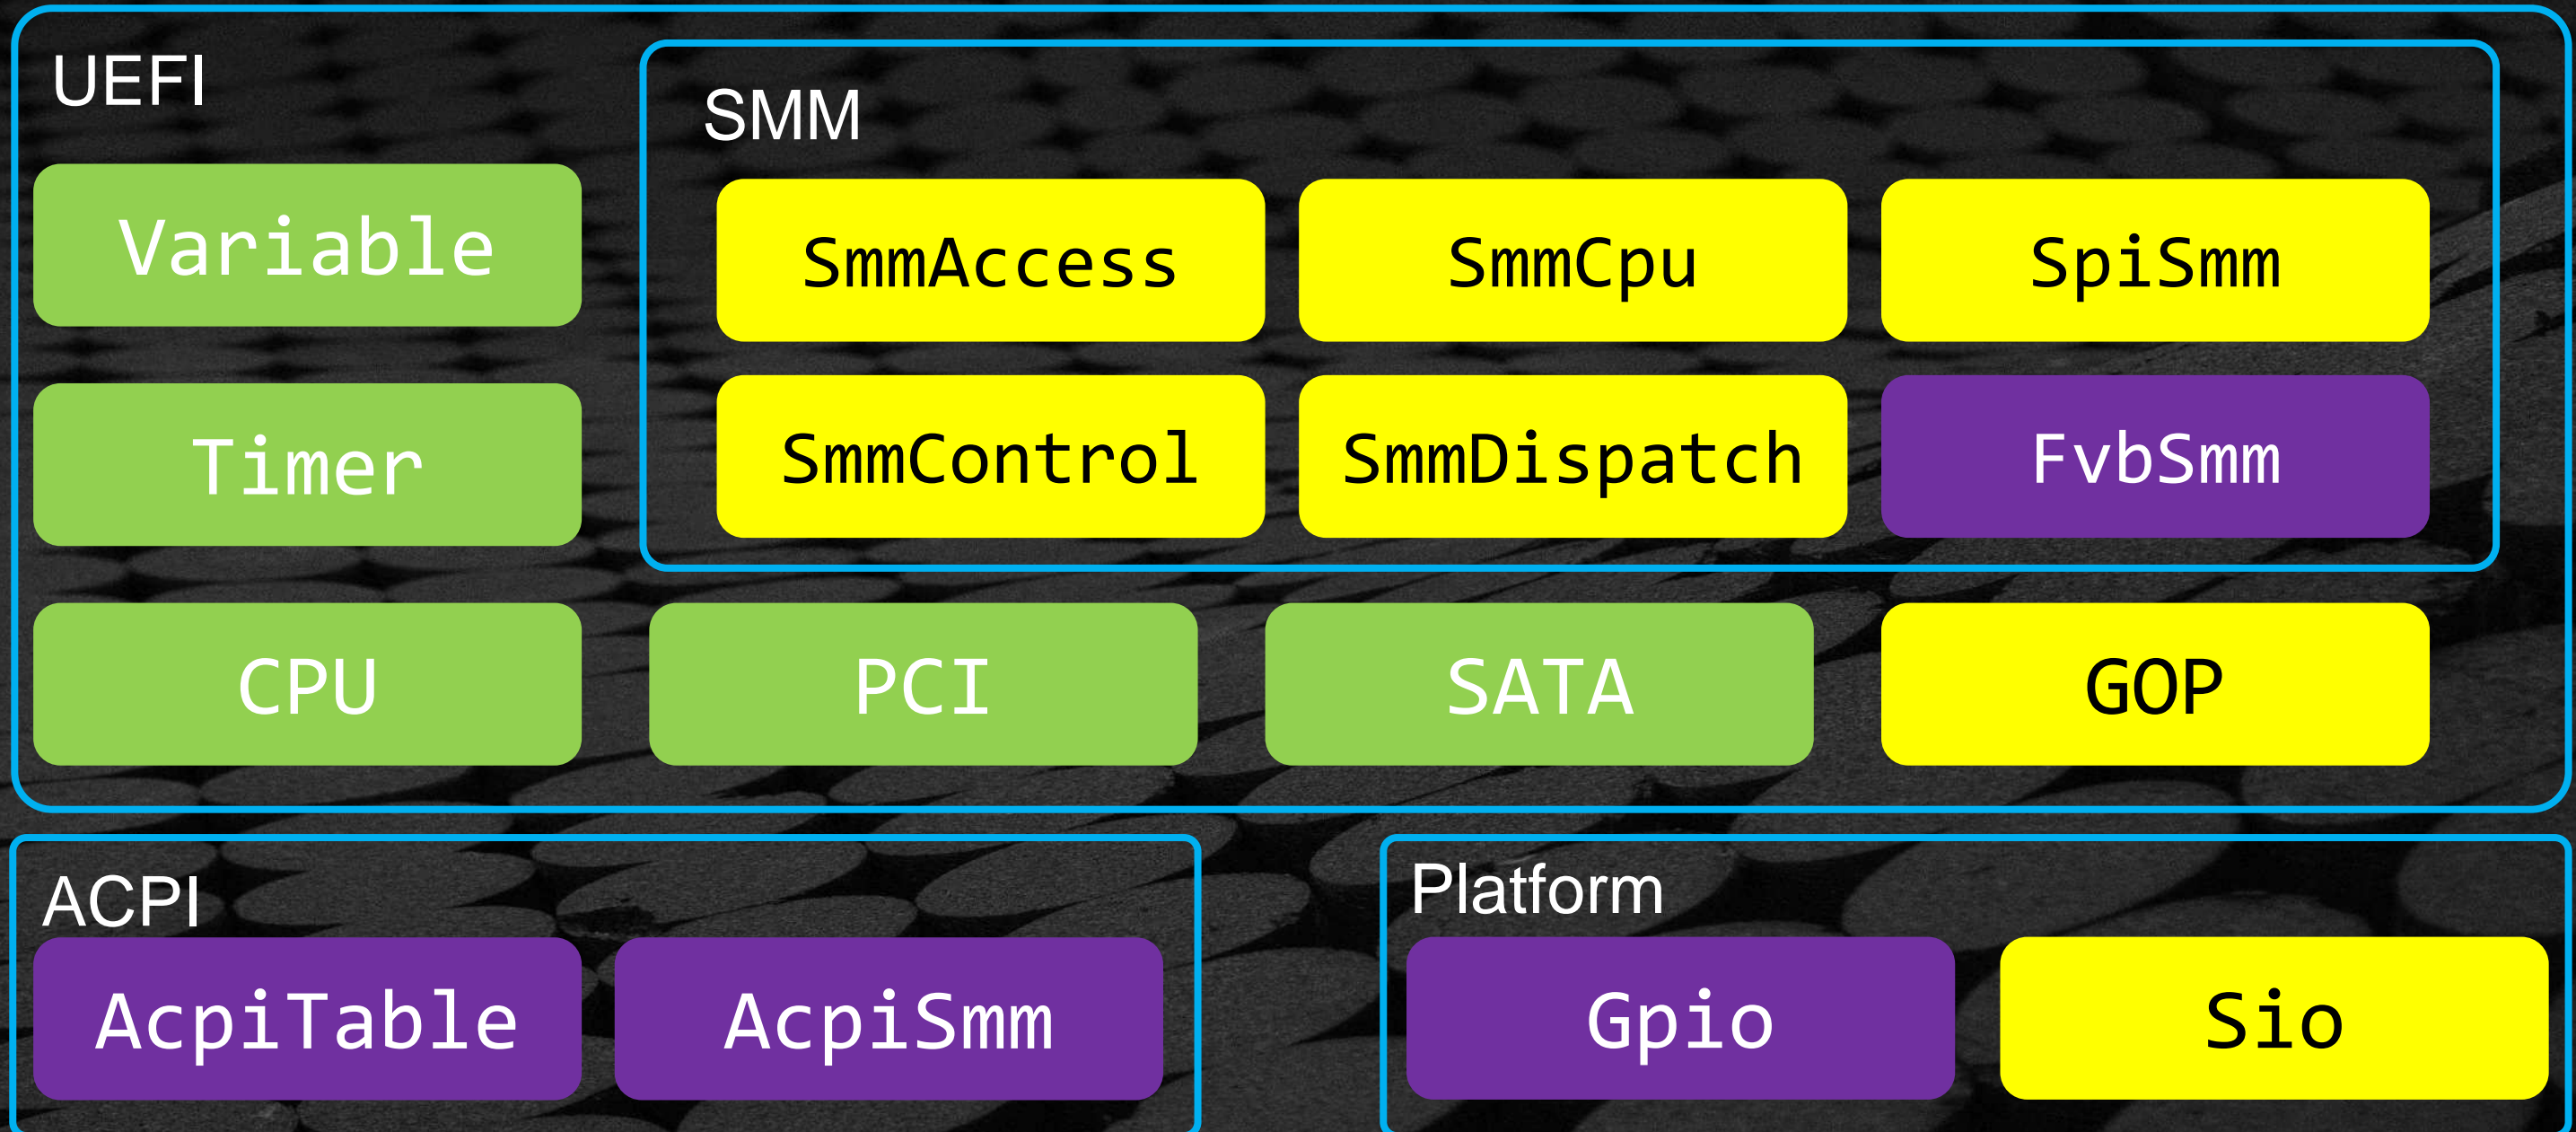 UEFI
SMM
Variable
SmmAccess
SmmCpu
SpiSmm
Timer
SmmControl
SmmDispatch
FvbSmm
CPU
PCI
SATA
GOP
ACPI
AcpiTable
AcpiSmm
Platform
Gpio
Sio